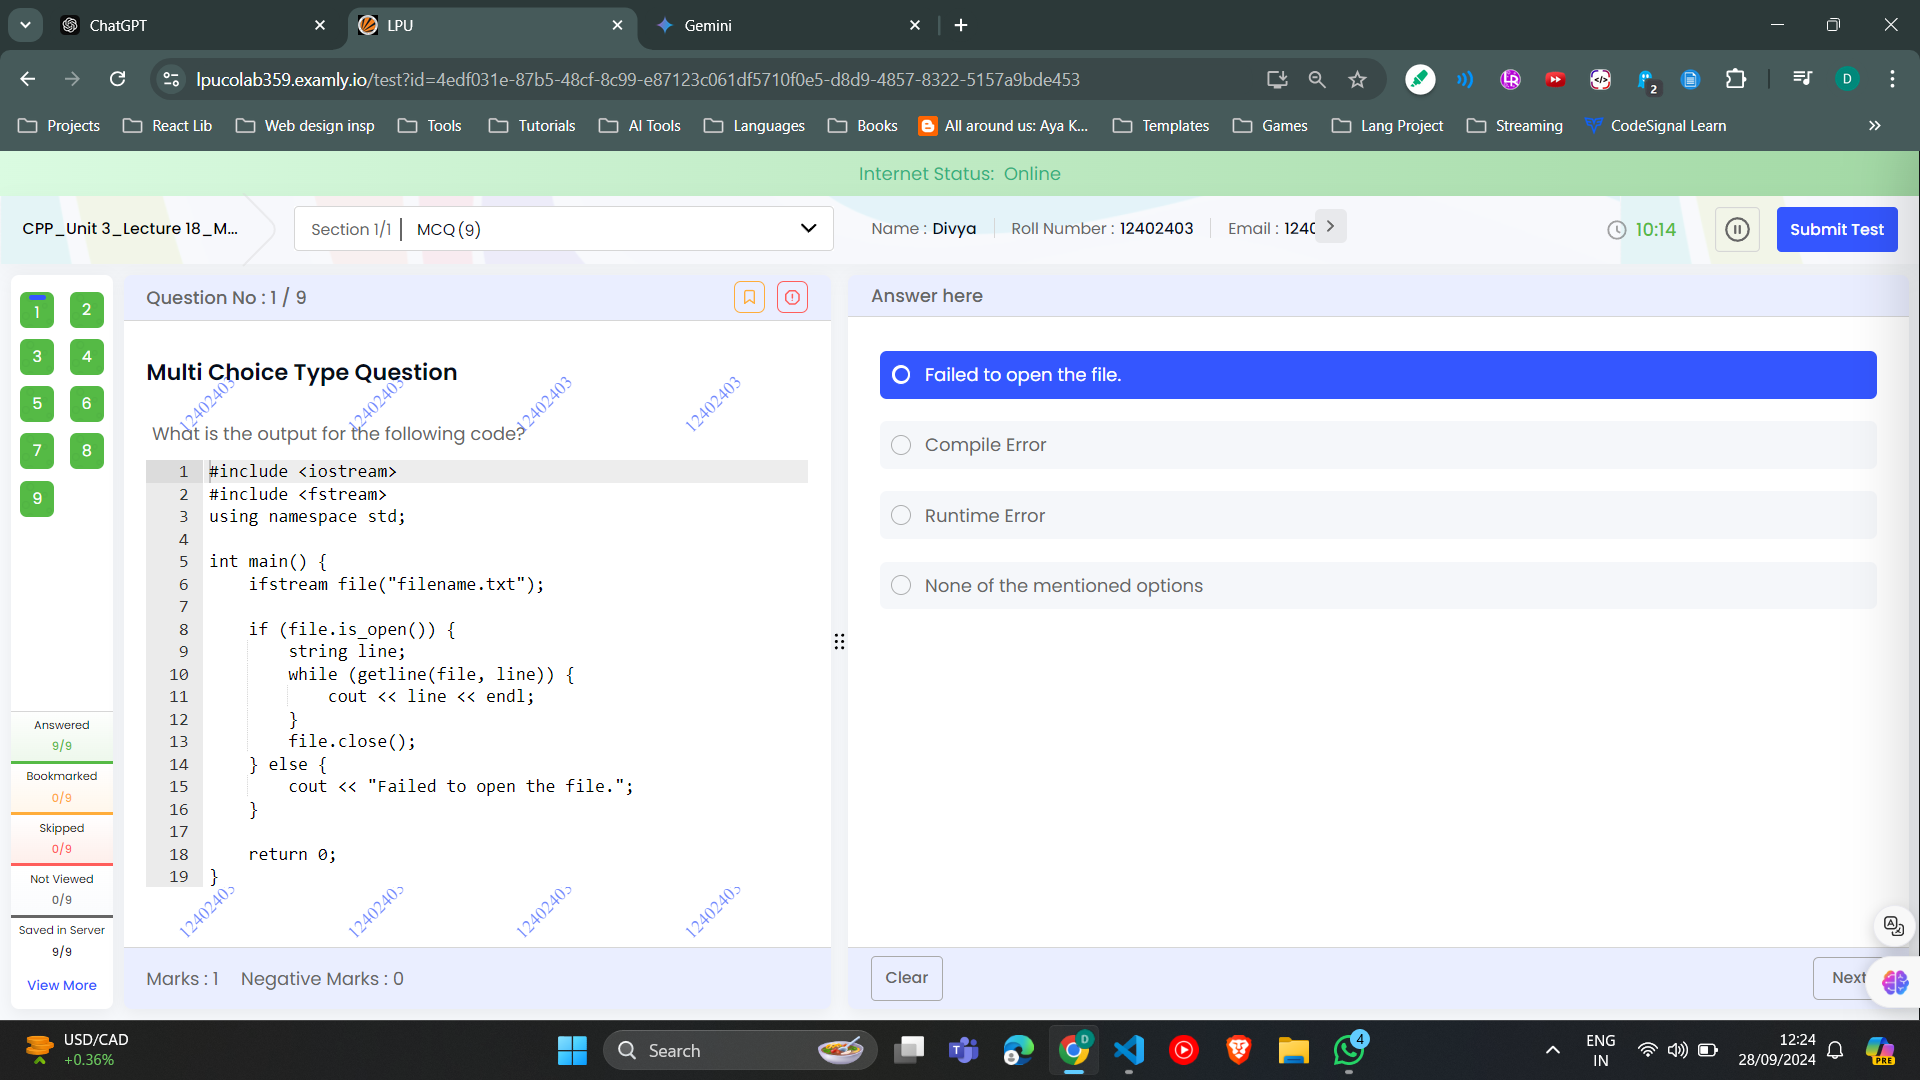 ChatGPT
LPU
Gemini
lpucolab359.examly.io/test?id=4edf031e-87b5-48cf-8c99-e87123c061df5710f0e5-d8d9-4857-8322-5157a9bde453
2
D
Projects
React Lib
Web design insp
Tools
Tutorials
AI Tools
Languages
Books
All around us: Aya K...
Templates
Games
Lang Project
Streaming
CodeSignal Learn
Internet Status: Online
CPP_Unit 3_Lecture 18_M...
Section 1/1 | MCQ (9)
Name : Divya
Roll Number : 12402403
Email : 1240
10:14
Submit Test
1 2
3 4
5 6
7 8
9
Question No : 1 / 9
Multi Choice Type Question
12402403 12402403 12402403 12402403
What is the output for the following code?
1 #include <iostream>
2 #include <fstream>
3 using namespace std;
4
5 int main() {
6 ifstream file("filename.txt");
7
8 if (file.is_open()) {
9 string line;
10 while (getline(file, line)) {
11 cout << line << endl;
12 }
13 file.close();
14 } else {
15 cout << "Failed to open the file.";
16 }
17
18 return 0;
19 }
12402403 12402403 12402403 12402403
Marks : 1 Negative Marks : 0
Answer here
Failed to open the file.
Compile Error
Runtime Error
None of the mentioned options
Clear
Next
Answered
9/9
Bookmarked
0/9
Skipped
0/9
Not Viewed
0/9
Saved in Server
9/9
View More
USD/CAD
+0.36%
Search
D
4
ENG
IN
12:24
28/09/2024
PRE